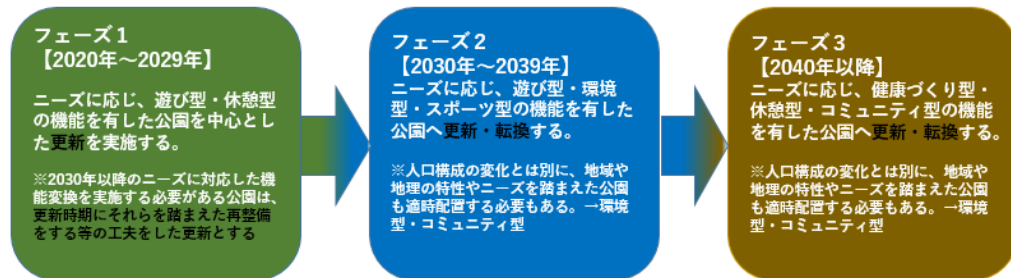 フェーズ1
【2020年～2029年】
ニーズに応じ、遊び型・休憩型
の機能を有した公園を中心とし
た更新を実施する。
※2030年以降のニーズに対応した機
能変換を実施する必要がある公園は、
更新時期にそれらを踏まえた再整備
をする等の工夫をした更新とする
フェーズ2
【2030年～2039年】
ニーズに応じ、遊び型・環境
型・スポーツ型の機能を有した
公園へ更新・転換する。
※人口構成の変化とは別に、地域や
地理の特性やニーズを踏まえた公園
も適時配置する必要もある。→環境
型・コミュニティ型
フェーズ3
【2040年以降】
ニーズに応じ、健康づくり型・
休憩型・コミュニティ型の機能
を有した公園へ更新・転換する。
※人口構成の変化とは別に、地域や
地理の特性やニーズを踏まえた公園
も適時配置する必要もある。→環境
型・コミュニティ型